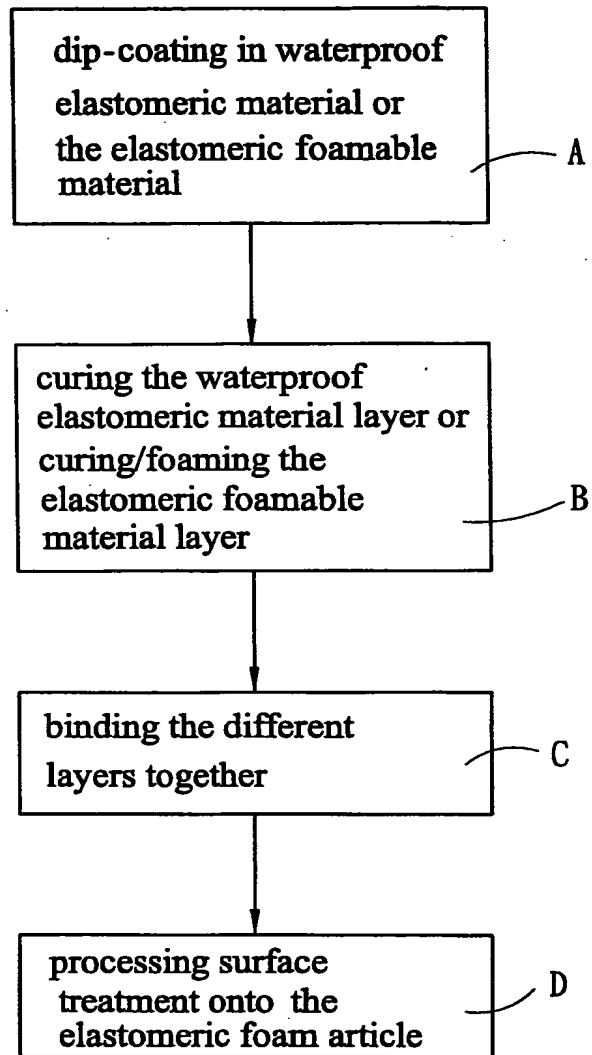 dip-coating in waterproof
elastomeric material or
the elastomeric foamable
material
A
curing the waterproof
elastomeric material layer or
curing/foaming the
elastomeric foamable
material layer
B
binding the different
layers together
C
processing surface
treatment onto the
elastomeric foam article
D